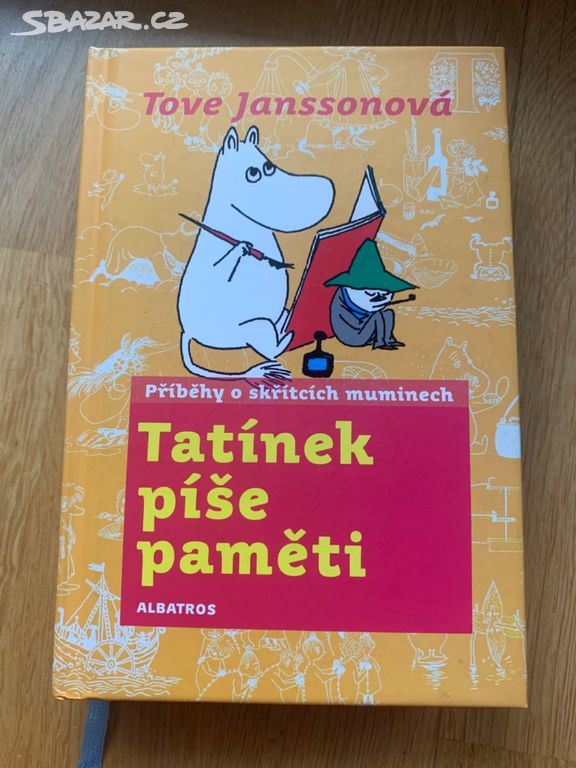 SBAZAR.CZ
Tove Janssonová
Příběhy o skřítcích muminech
Tatínek
píše
paměti
ALBATROS